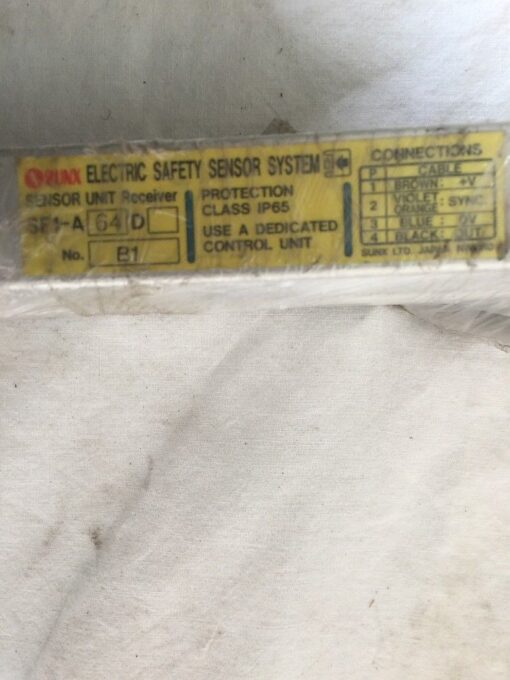 SUNX ELECTRIC SAFETY SENSOR SYSTEM
SENSOR UNIT Receiver
SF1-A 64 D
No. B1
PROTECTION
CLASS IP65
USE A DEDICATED
CONTROL UNIT
CONNECTIONS
P CABLE
1 BROWN: +V
2 VIOLET ORANGE : SYNC
3 BLUE: 0V
4 BLACK: OUT
SUNX LTD. JAPAN